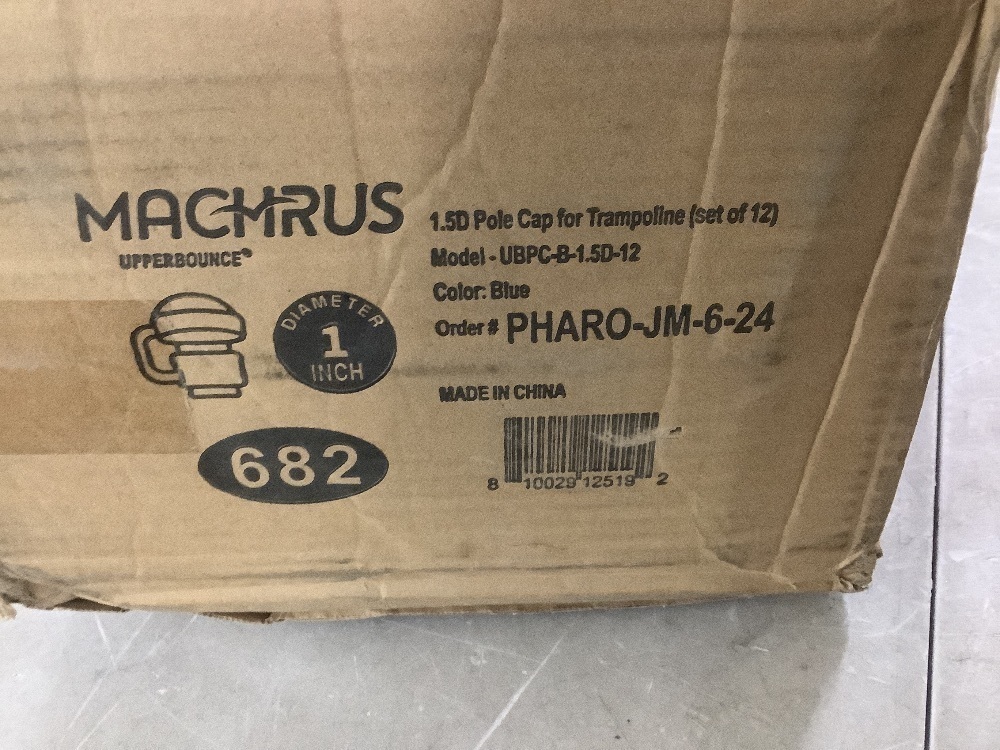 MACHRUS
UPPERBOUNCE®
1.5D Pole Cap for Trampoline (set of 12)
Model - UBPC-B-1.5D-12
Color: Blue
Order # PHARO-JM-6-24
DIAMETER
1
INCH
MADE IN CHINA
682
8 10029 12519 2